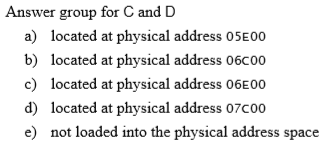 Answer group for C and D
a) located at physical address 05E00
b) located at physical address 06C00
c) located at physical address 06E00
d) located at physical address 07C00
e) not loaded into the physical address space